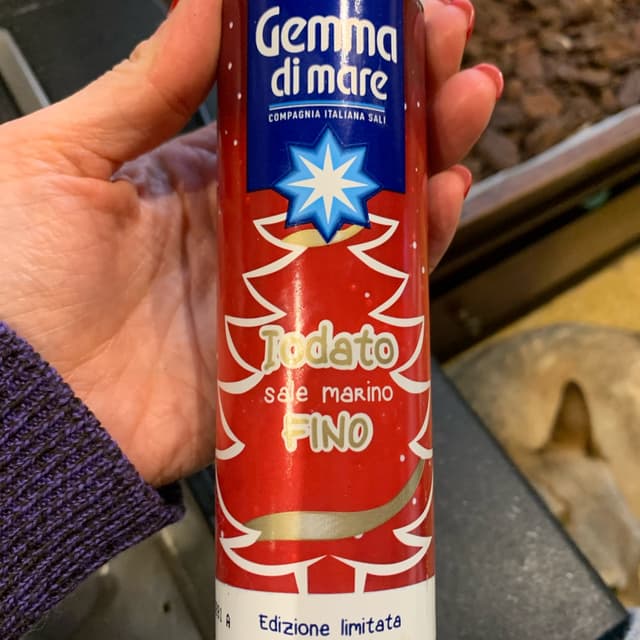 Gemma
di mare
COMPAGNIA ITALIANA SALI
Iodato
sale marino
FINO
Edizione limitata